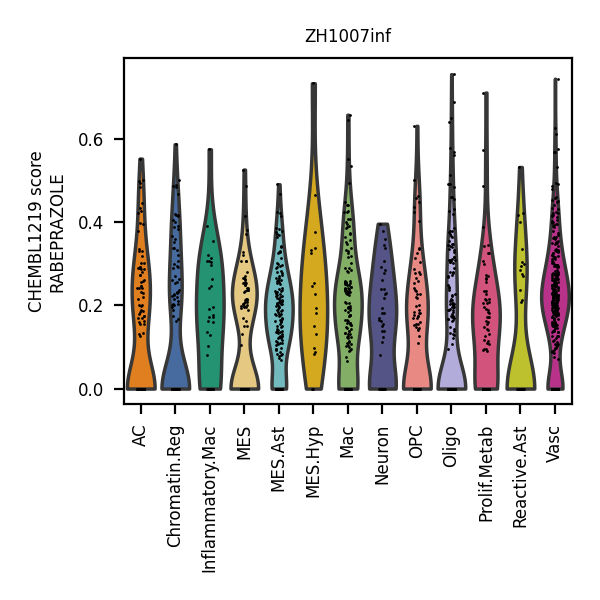 ZH1007inf
CHEMBL1219 score
RABEPRAZOLE
0.6
0.4
0.2
0.0
AC
Chromatin.Reg
Inflammatory.Mac
MES
MES.Ast
MES.Hyp
Mac
Neuron
OPC
Oligo
Prolif.Metab
Reactive.Ast
Vasc